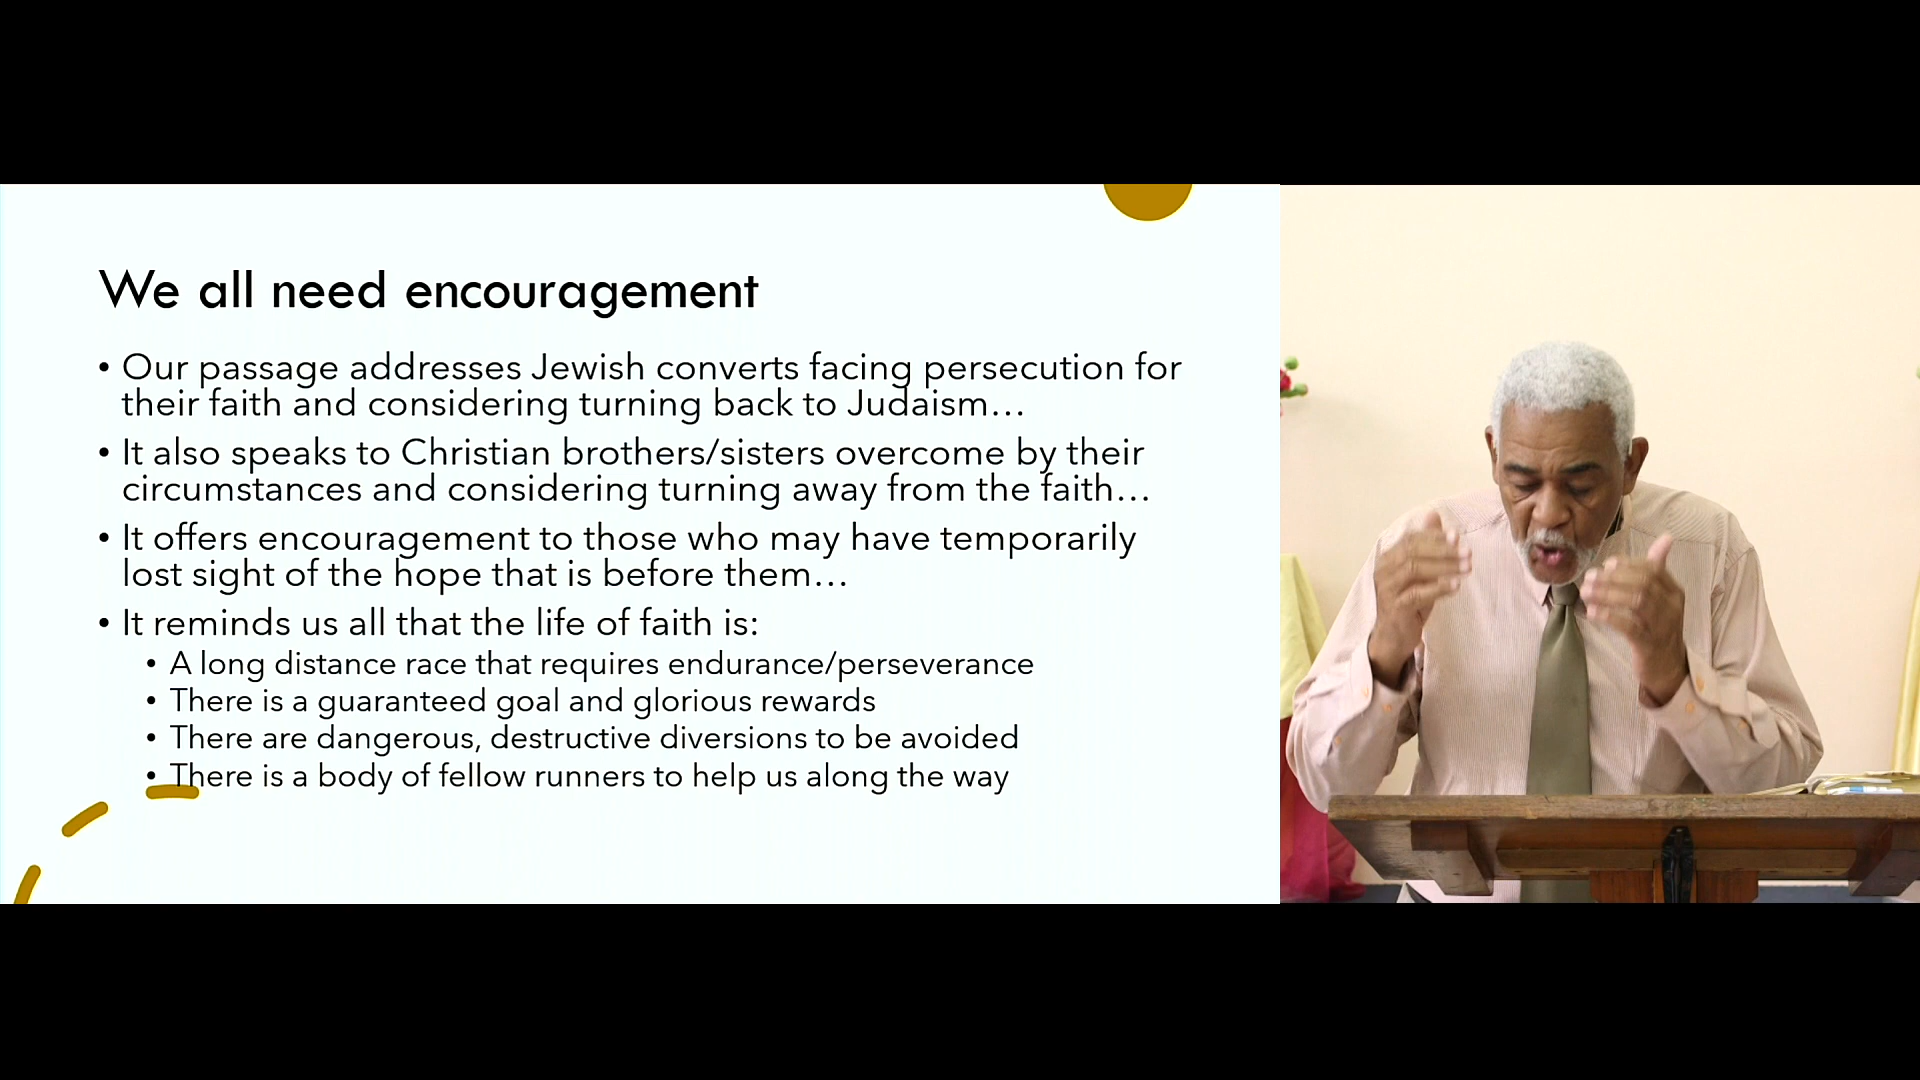 We all need encouragement
• Our passage addresses Jewish converts facing persecution for
their faith and considering turning back to Judaism…
• It also speaks to Christian brothers/sisters overcome by their
circumstances and considering turning away from the faith…
• It offers encouragement to those who may have temporarily
lost sight of the hope that is before them…
• It reminds us all that the life of faith is:
• A long distance race that requires endurance/perseverance
• There is a guaranteed goal and glorious rewards
• There are dangerous, destructive diversions to be avoided
• There is a body of fellow runners to help us along the way